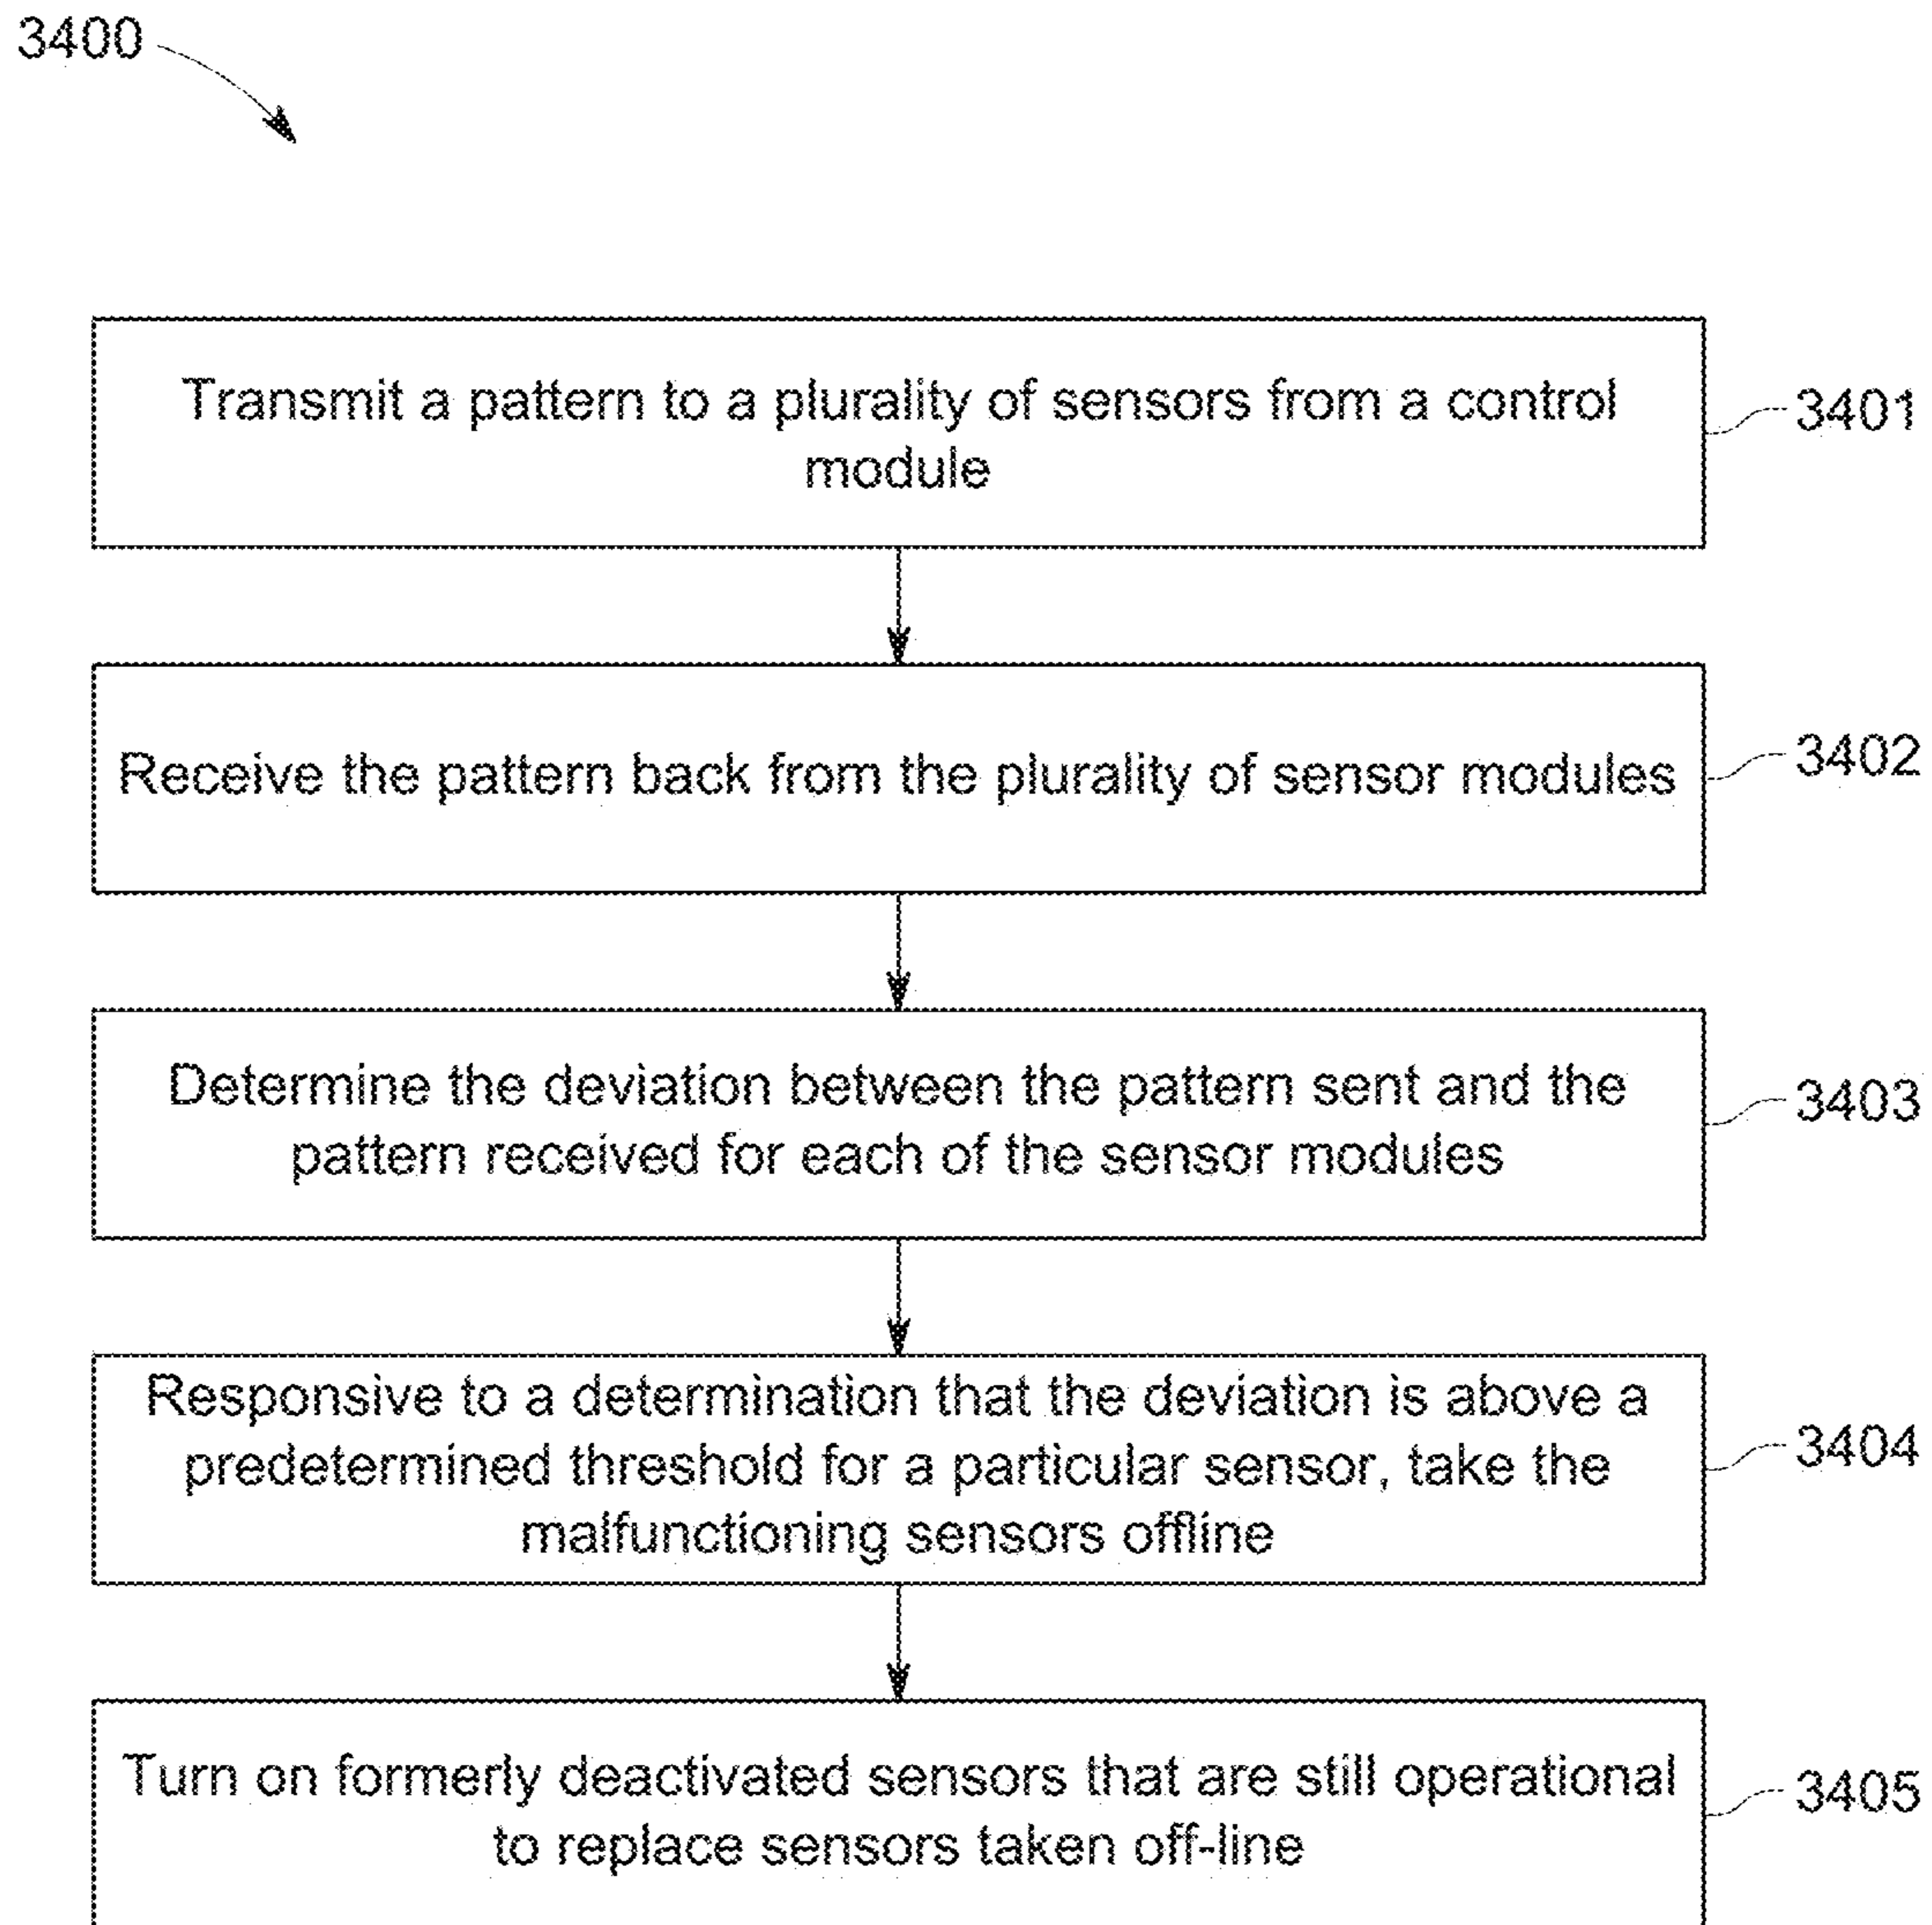 3400
Transmit a pattern to a plurality of sensors from a control
module
3401
Receive the pattern back from the plurality of sensor modules
3402
Determine the deviation between the pattern sent and the
pattern received for each of the sensor modules
3403
Responsive to a determination that the deviation is above a
predetermined threshold for a particular sensor, take the
malfunctioning sensors offline
3404
Turn on formerly deactivated sensors that are still operational
to replace sensors taken off-line
3405